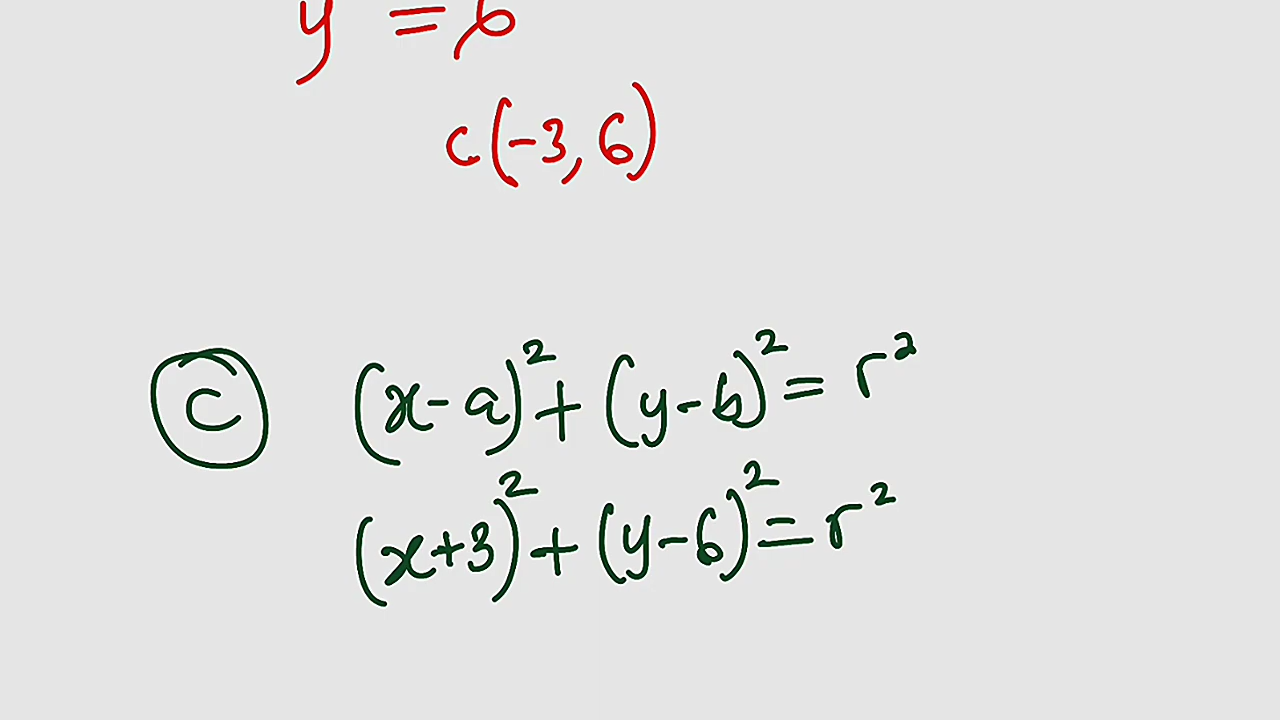 y = 6
c(-3, 6)
C (x-a)² + (y-b)² = r²
(x+3)² + (y-6)² = r²